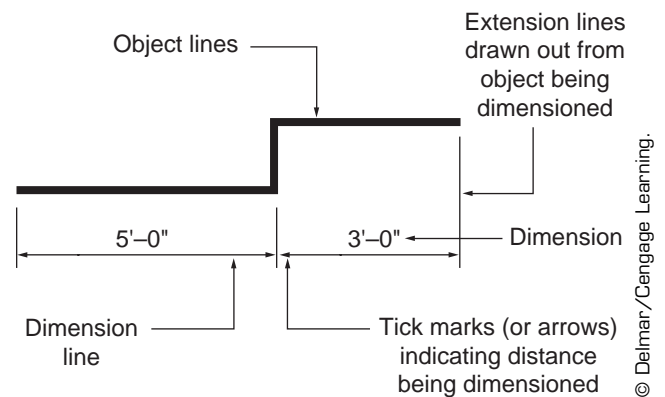 Object lines
Extension lines
drawn out from
object being
dimensioned
5'–0"
3'–0"
Dimension
Dimension
line
Tick marks (or arrows)
indicating distance
being dimensioned
© Delmar/Cengage Learning.